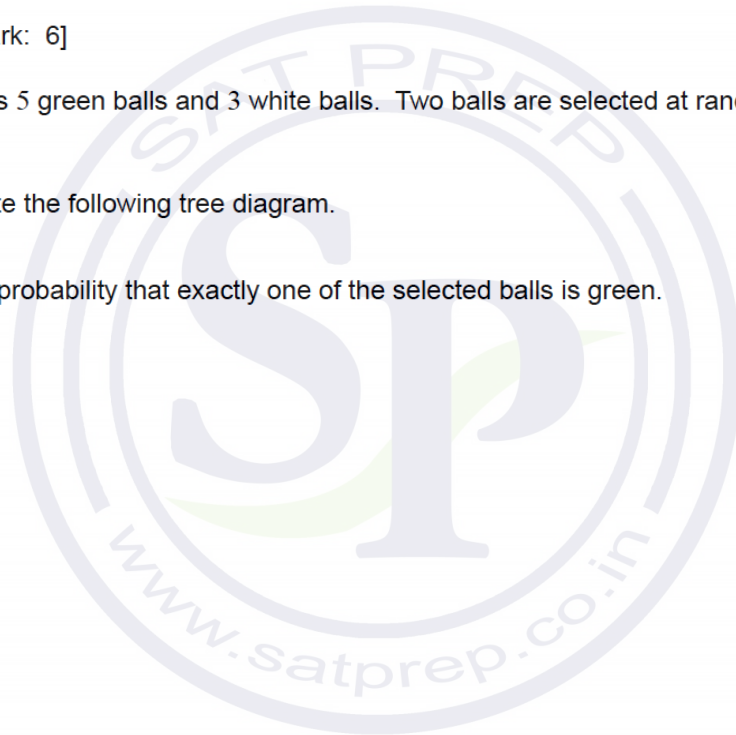 rk: 6]
s 5 green balls and 3 white balls. Two balls are selected at ran
te the following tree diagram.
probability that exactly one of the selected balls is green.
SAT PREP
SP
www.satprep.co.in